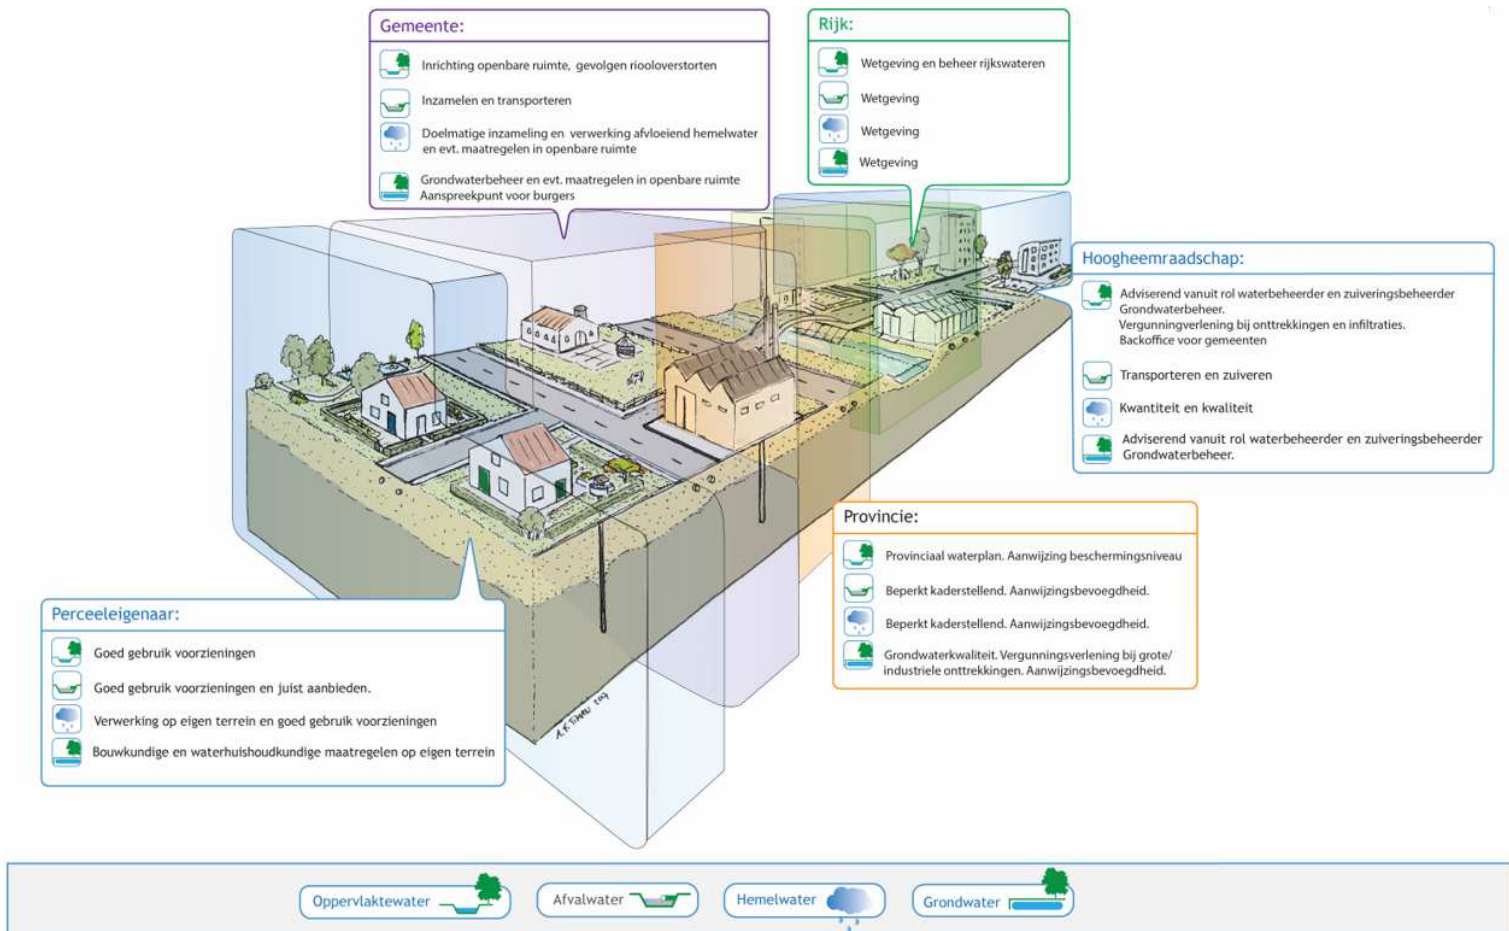 Gemeente:
Inrichting openbare ruimte, gevolgen riooloverstorten
Inzamelen en transporteren
Doelmatige inzameling en verwerking afvloeiend hemelwater
en evt. maatregelen in openbare ruimte
Grondwaterbeheer en evt. maatregelen in openbare ruimte
Aanspreekpunt voor burgers
Rijk:
Wetgeving en beheer rijkswateren
Wetgeving
Wetgeving
Wetgeving
Hoogheemraadschap:
Adviserend vanuit rol waterbeheerder en zuiveringsbeheerder
Grondwaterbeheer.
Vergunningverlening bij onttrekkingen en infiltraties.
Backoffice voor gemeenten
Transporteren en zuiveren
Kwantiteit en kwaliteit
Adviserend vanuit rol waterbeheerder en zuiveringsbeheerder
Grondwaterbeheer.
Provincie:
Provinciaal waterplan. Aanwijzing beschermingsniveau
Beperkt kaderstellend. Aanwijzingsbevoegdheid.
Beperkt kaderstellend. Aanwijzingsbevoegdheid.
Grondwaterkwaliteit. Vergunningsverlening bij grote/
industriele onttrekkingen. Aanwijzingsbevoegdheid.
Perceeleigenaar:
Goed gebruik voorzieningen
Goed gebruik voorzieningen en juist aanbieden.
Verwerking op eigen terrein en goed gebruik voorzieningen
Bouwkundige en waterhuishoudkundige maatregelen op eigen terrein
Oppervlaktewater
Afvalwater
Hemelwater
Grondwater